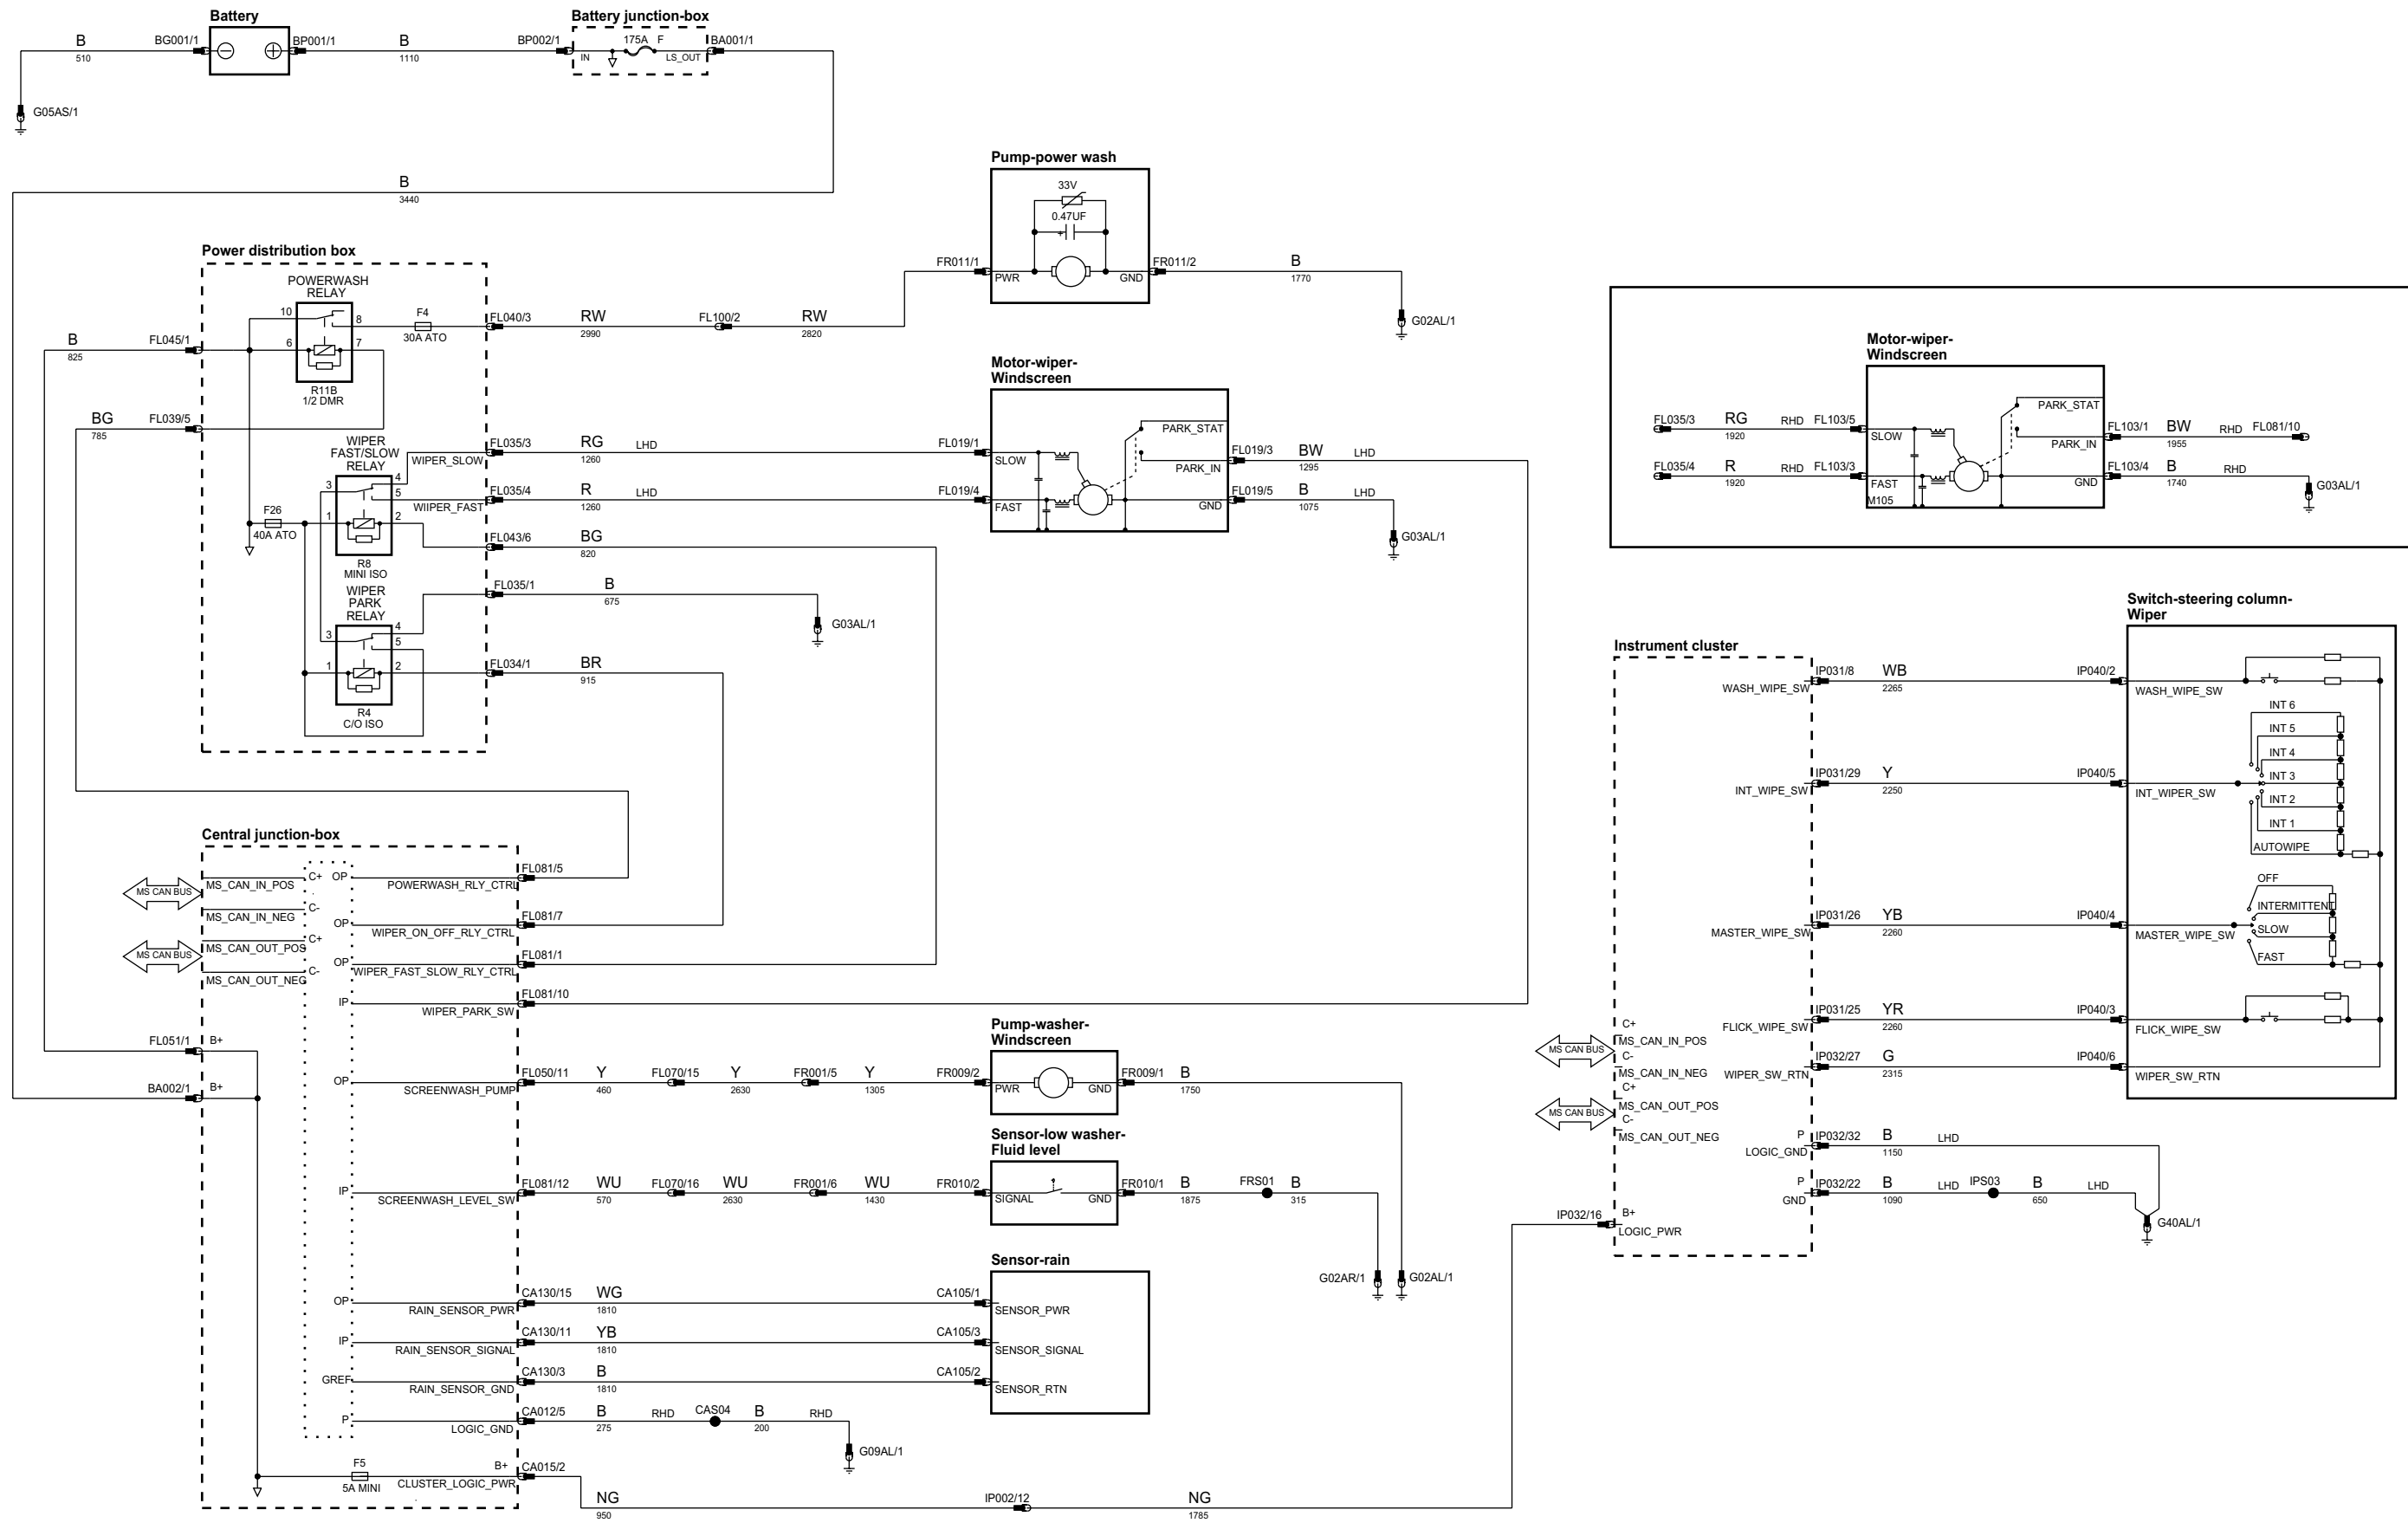 Battery
B
510
BG001/1
BP001/1
B
1110
BP002/1
G05AS/1
Battery junction-box
175A F
IN
LS_OUT
BA001/1
B
3440
Power distribution box
POWERWASH
RELAY
10
8
6
7
R11B
1/2 DMR
F4
30A ATO
B
825
FL045/1
BG
785
FL039/5
WIPER
FAST/SLOW
RELAY
3
4
5
1
2
R8
MINI ISO
F26
40A ATO
WIPER
PARK
RELAY
3
4
5
1
2
R4
C/O ISO
WIPER_SLOW
WIIPER_FAST
FL040/3
RW
2990
FL100/2
RW
2820
FR011/1
FL035/3
RG
1260
LHD
FL019/1
FL035/4
R
1260
LHD
FL019/4
FL043/6
BG
820
FL035/1
B
675
G03AL/1
FL034/1
BR
915
Pump-power wash
33V
0.47UF
+
PWR
GND
FR011/2
B
1770
G02AL/1
Motor-wiper-
Windscreen
SLOW
FAST
PARK_STAT
PARK_IN
GND
FL019/3
BW
1295
LHD
FL019/5
B
1075
LHD
G03AL/1
Motor-wiper-
Windscreen
FL035/3
RG
1920
RHD
FL103/5
FL035/4
R
1920
RHD
FL103/3
SLOW
FAST
M105
PARK_STAT
PARK_IN
GND
FL103/1
BW
1955
RHD
FL081/10
FL103/4
B
1740
RHD
G03AL/1
Central junction-box
MS CAN BUS
MS_CAN_IN_POS
MS_CAN_IN_NEG
MS CAN BUS
MS_CAN_OUT_POS
MS_CAN_OUT_NEG
C+
C-
C+
C-
OP
POWERWASH_RLY_CTRL
FL081/5
OP
WIPER_ON_OFF_RLY_CTRL
FL081/7
OP
WIPER_FAST_SLOW_RLY_CTRL
FL081/1
IP
WIPER_PARK_SW
FL081/10
FL051/1
B+
BA002/1
B+
OP
SCREENWASH_PUMP
FL050/11
Y
460
FL070/15
Y
2630
FR001/5
Y
1305
FR009/2
Pump-washer-
Windscreen
PWR
GND
FR009/1
B
1750
IP
SCREENWASH_LEVEL_SW
FL081/12
WU
570
FL070/16
WU
2630
FR001/6
WU
1430
FR010/2
Sensor-low washer-
Fluid level
SIGNAL
GND
FR010/1
B
1875
FRS01
B
315
G02AR/1
G02AL/1
OP
RAIN_SENSOR_PWR
CA130/15
WG
1810
CA105/1
IP
RAIN_SENSOR_SIGNAL
CA130/11
YB
1810
CA105/3
GREF
RAIN_SENSOR_GND
CA130/3
B
1810
CA105/2
Sensor-rain
SENSOR_PWR
SENSOR_SIGNAL
SENSOR_RTN
P
LOGIC_GND
CA012/5
B
275
RHD
CAS04
B
200
RHD
G09AL/1
F5
5A MINI
B+
CLUSTER_LOGIC_PWR
CA015/2
NG
950
IP002/12
NG
1785
IP032/16
Instrument cluster
WASH_WIPE_SW
IP031/8
WB
2265
IP040/2
INT_WIPE_SW
IP031/29
Y
2250
IP040/5
MASTER_WIPE_SW
IP031/26
YB
2260
IP040/4
FLICK_WIPE_SW
IP031/25
YR
2260
IP040/3
WIPER_SW_RTN
IP032/27
G
2315
IP040/6
MS CAN BUS
C+
MS_CAN_IN_POS
C-
MS_CAN_IN_NEG
MS CAN BUS
C+
MS_CAN_OUT_POS
C-
MS_CAN_OUT_NEG
P
LOGIC_GND
IP032/32
B
1150
LHD
P
GND
IP032/22
B
1090
LHD
IPS03
B
650
LHD
G40AL/1
B+
LOGIC_PWR
Switch-steering column-
Wiper
WASH_WIPE_SW
INT_WIPER_SW
INT 6
INT 5
INT 4
INT 3
INT 2
INT 1
AUTOWIPE
MASTER_WIPE_SW
OFF
INTERMITTENT
SLOW
FAST
FLICK_WIPE_SW
WIPER_SW_RTN